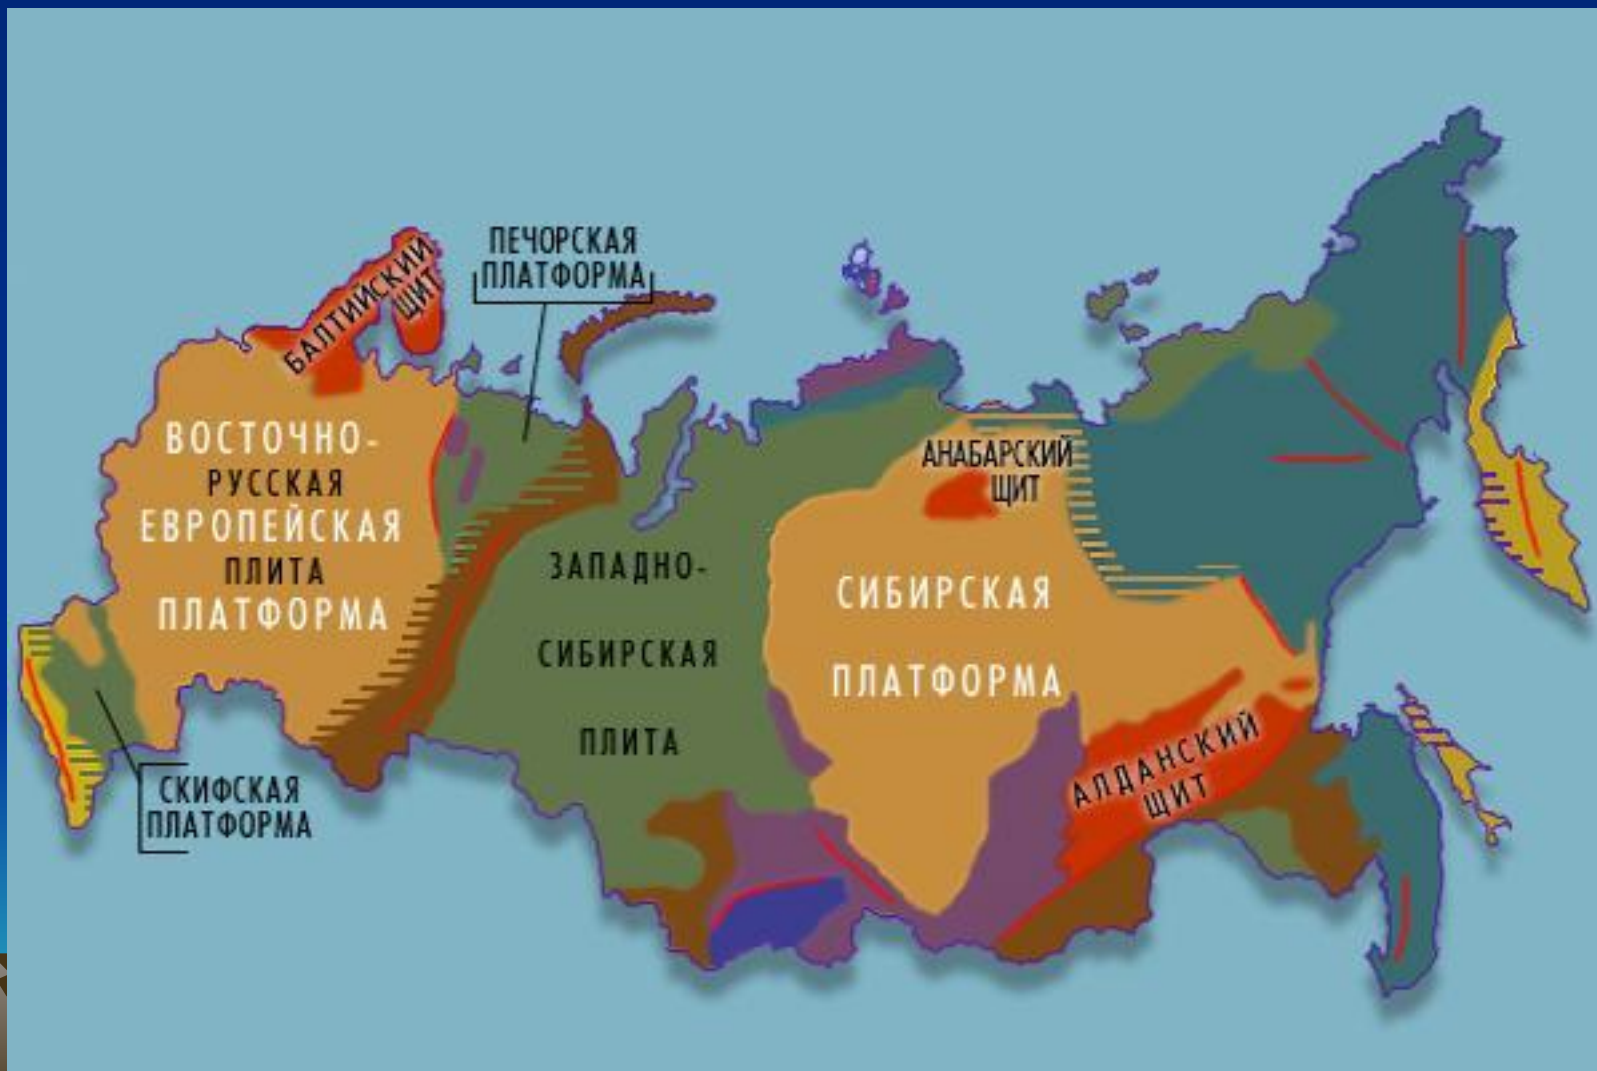 ПЕЧОРСКАЯ
ПЛАТФОРМА
БАЛТИЙСКИЙ
ЩИТ
ВОСТОЧНО-
РУССКАЯ
ЕВРОПЕЙСКАЯ
ПЛИТА
ПЛАТФОРМА
АНАБАРСКИЙ
ЩИТ
ЗАПАДНО-
СИБИРСКАЯ
ПЛИТА
СИБИРСКАЯ
ПЛАТФОРМА
АЛДАНСКИЙ
ЩИТ
СКИФСКАЯ
ПЛАТФОРМА